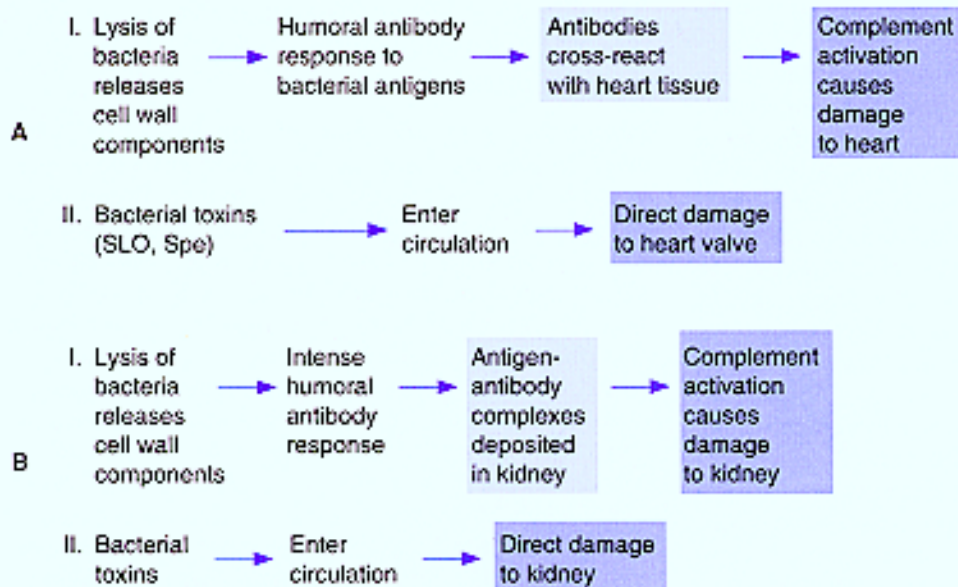 A
I. Lysis of
bacteria
releases
cell wall
components
Humoral antibody
response to
bacterial antigens
Antibodies
cross-react
with heart tissue
Complement
activation
causes
damage
to heart
II. Bacterial toxins
(SLO, Spe)
Enter
circulation
Direct damage
to heart valve
B
I. Lysis of
bacteria
releases
cell wall
components
Intense
humoral
antibody
response
Antigen-
antibody
complexes
deposited
in kidney
Complement
activation
causes
damage
to kidney
II. Bacterial
toxins
Enter
circulation
Direct damage
to kidney